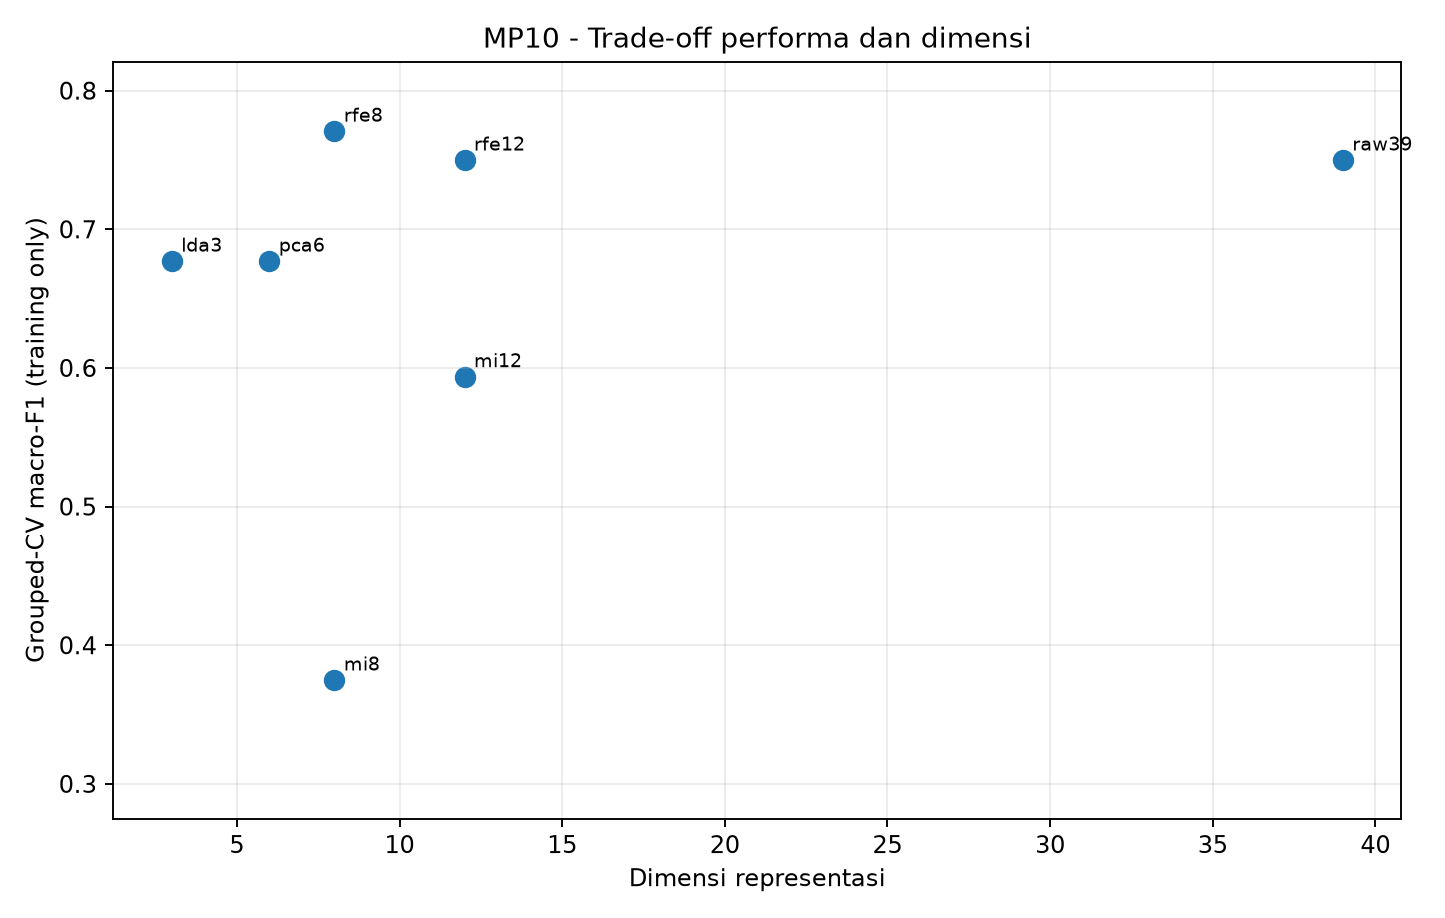 MP10 - Trade-off performa dan dimensi
Grouped-CV macro-F1 (training only)
0.8
0.7
0.6
0.5
0.4
0.3
rfe8
rfe12
raw39
lda3
pca6
mi12
mi8
5 10 15 20 25 30 35 40
Dimensi representasi